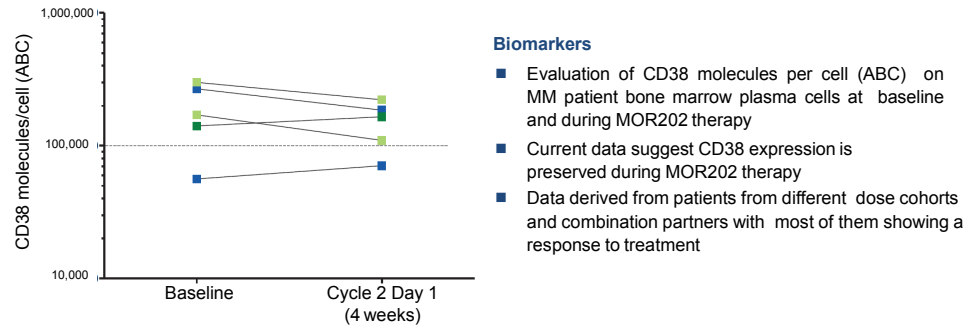 1,000,000
100,000
10,000
CD38 molecules/cell (ABC)
Baseline
Cycle 2 Day 1
(4 weeks)
Biomarkers
Evaluation of CD38 molecules per cell (ABC) on
MM patient bone marrow plasma cells at baseline
and during MOR202 therapy
Current data suggest CD38 expression is
preserved during MOR202 therapy
Data derived from patients from different dose cohorts
and combination partners with most of them showing a
response to treatment